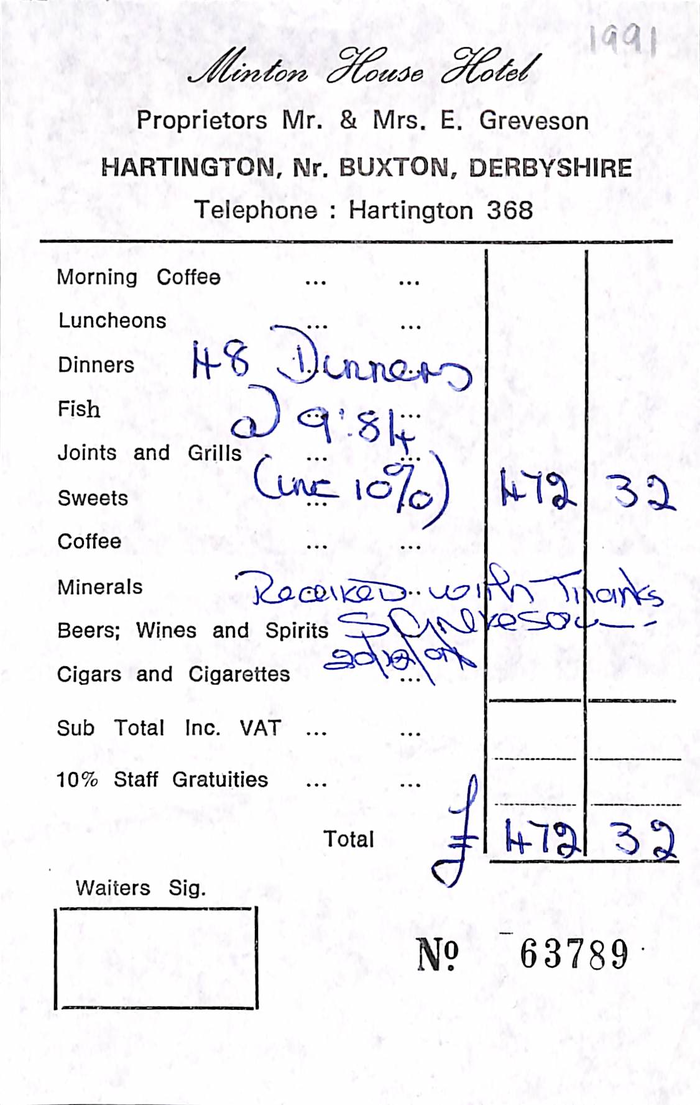 1991
Minton House Hotel
Proprietors Mr. & Mrs. E. Greveson
HARTINGTON, Nr. BUXTON, DERBYSHIRE
Telephone : Hartington 368
Morning Coffee ... ...
Luncheons ... ...
Dinners 48 Dinners
Fish ... ...
@ 9.84
Joints and Grills ... ...
(inc 10%) 472 32
Sweets ...
Coffee ... ...
Minerals Received with Thanks
Beers; Wines and Spirits
Cigars and Cigarettes ...
Sub Total Inc. VAT ... ...
10% Staff Gratuities ... ...
Total £ 472 32
Waiters Sig.
Nº 63789